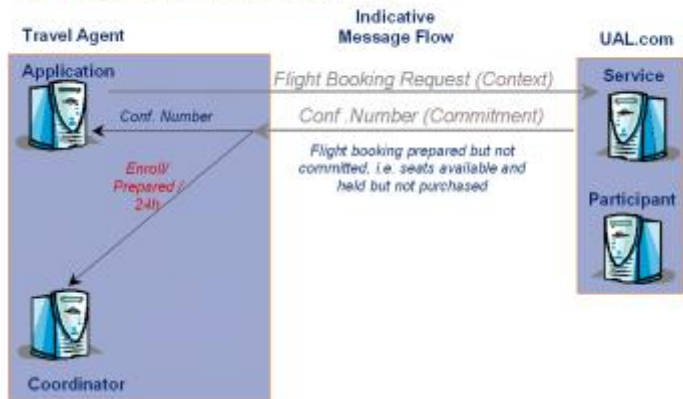 Indicative
Message Flow
Travel Agent
UAL.com
Application
Service
Flight Booking Request (Context)
Conf. Number
Conf .Number (Commitment)
Flight booking prepared but not
committed, i.e. seats available and
held but not purchased
Enroll/
Prepared /
24h
Participant
Coordinator